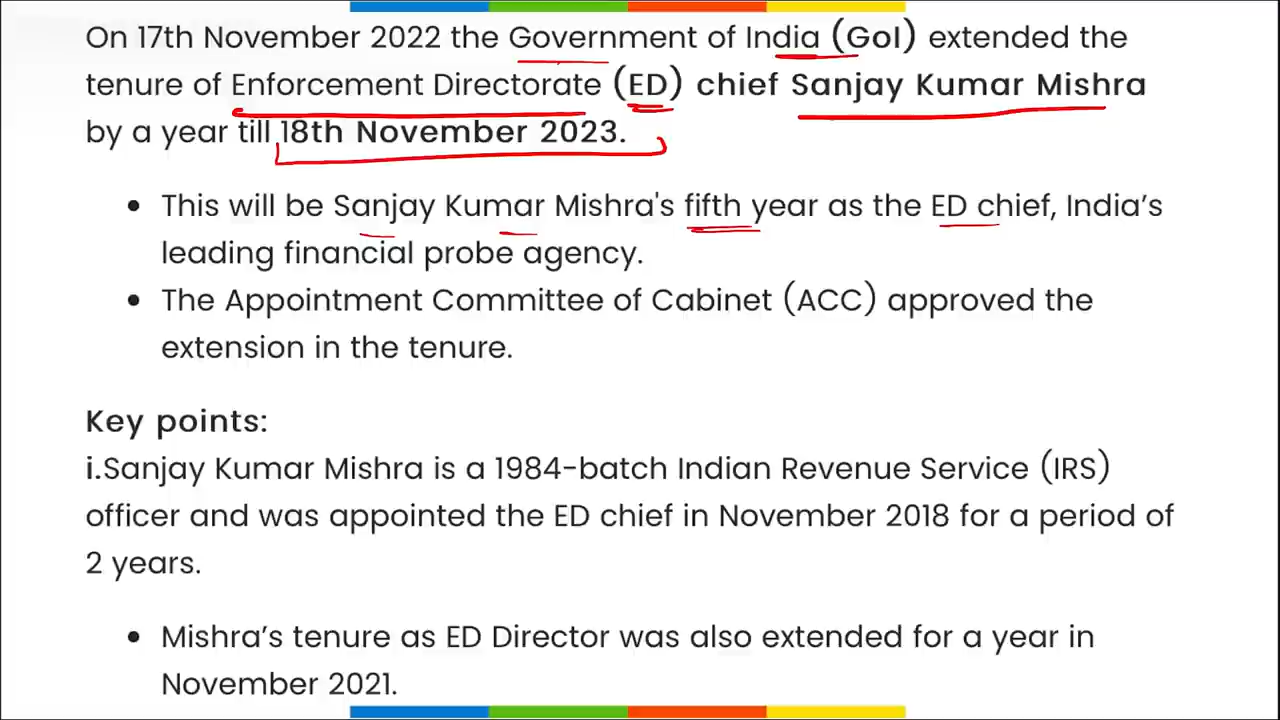 On 17th November 2022 the Government of India (GoI) extended the
tenure of Enforcement Directorate (ED) chief Sanjay Kumar Mishra
by a year till 18th November 2023.
• This will be Sanjay Kumar Mishra's fifth year as the ED chief, India’s
leading financial probe agency.
• The Appointment Committee of Cabinet (ACC) approved the
extension in the tenure.
Key points:
i.Sanjay Kumar Mishra is a 1984-batch Indian Revenue Service (IRS)
officer and was appointed the ED chief in November 2018 for a period of
2 years.
• Mishra’s tenure as ED Director was also extended for a year in
November 2021.